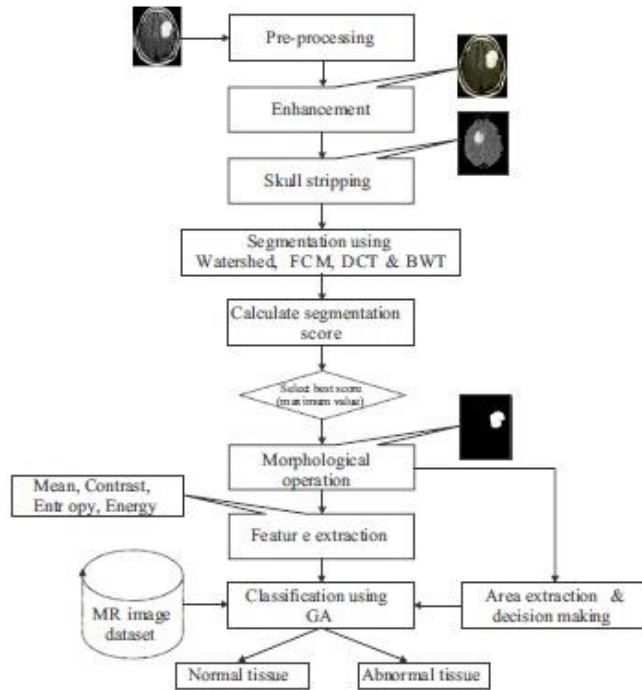 Pre-processing
Enhancement
Skull stripping
Segmentation using
Watershed, FCM, DCT & BWT
Calculate segmentation
score
Select best score
(maximum value)
Morphological
operation
Mean, Contrast,
Entropy, Energy
Featur e extraction
MR image
dataset
Classification using
GA
Area extraction &
decision making
Normal tissue
Abnormal tissue